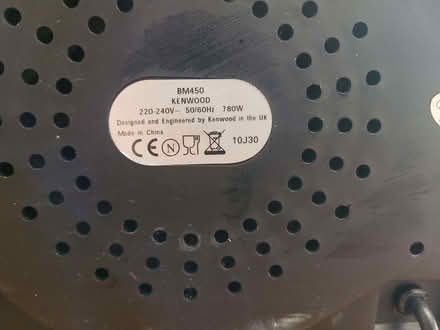 BM450
KENWOOD
220-240V~ 50/60Hz 780W
Designed and Engineered by Kenwood in the UK
Made in China
CE N 10J30